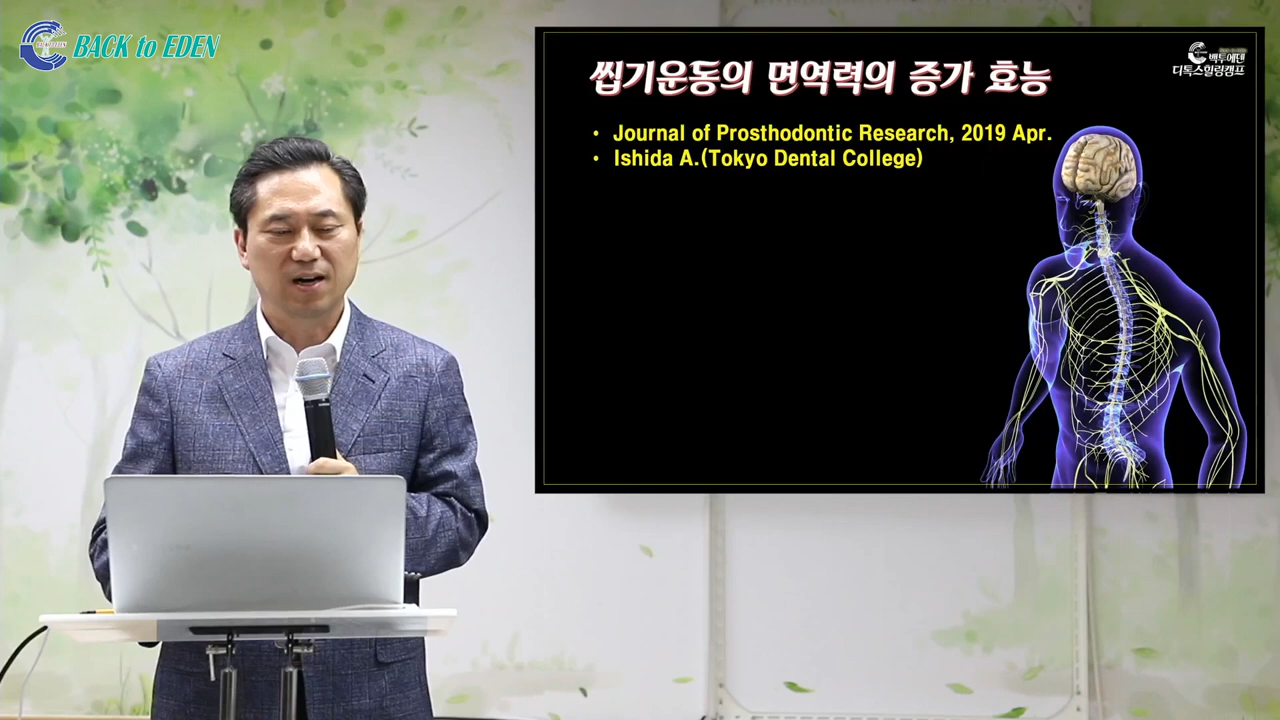 BACK to EDEN
씹기운동의 면역력의 증가 효능
백투에덴
디톡스힐링캠프
• Journal of Prosthodontic Research, 2019 Apr.
• Ishida A.(Tokyo Dental College)